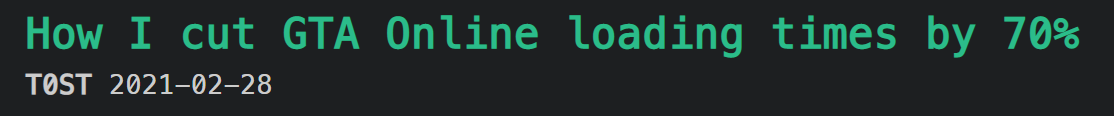 How I cut GTA Online loading times by 70%
T0ST 2021-02-28